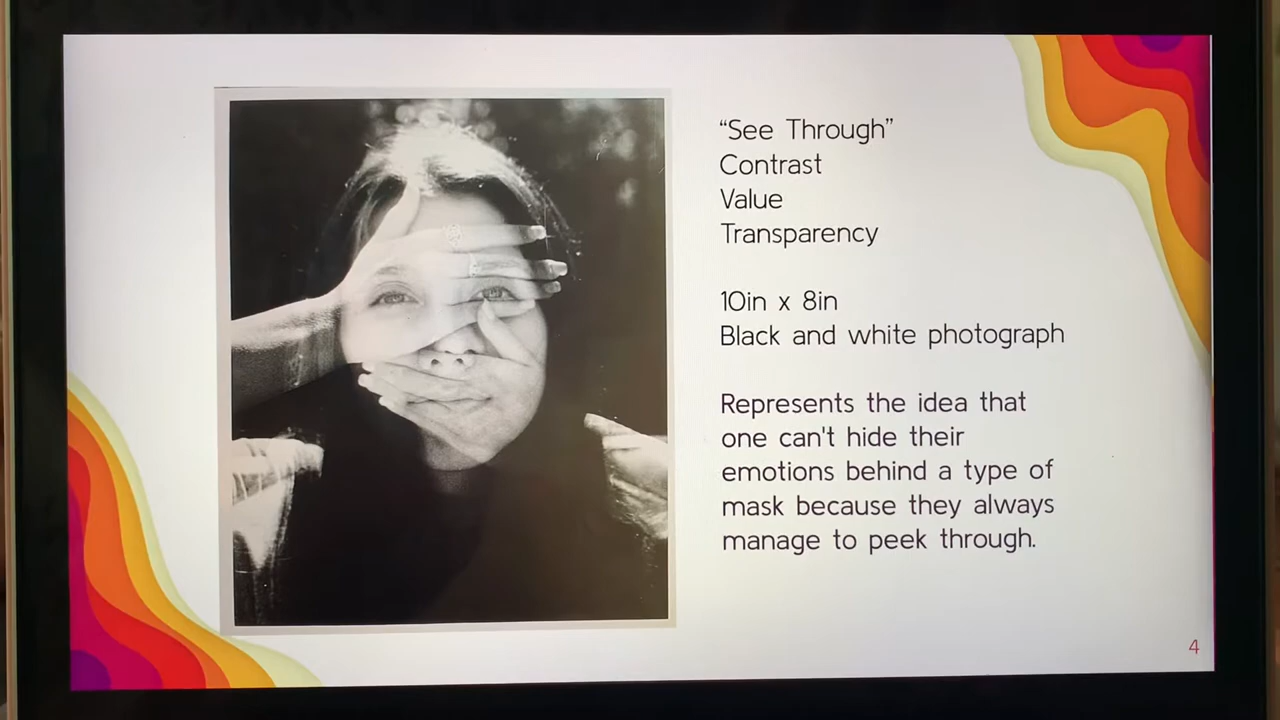 “See Through”
Contrast
Value
Transparency
10in x 8in
Black and white photograph
Represents the idea that
one can't hide their
emotions behind a type of
mask because they always
manage to peek through.
4